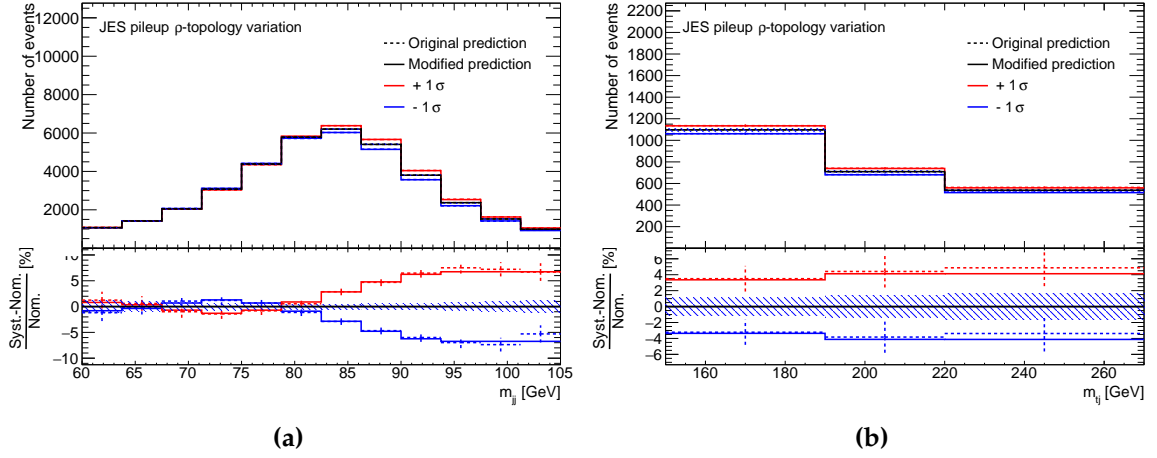 Number of events
12000
10000
8000
6000
4000
2000
JES pileup ρ-topology variation
Original prediction
Modified prediction
+ 1 σ
- 1 σ
Syst.-Nom.
Nom. [%]
10
5
0
−5
−10
60 65 70 75 80 85 90 95 100 105
m_jj [GeV]
(a)
Number of events
2200
2000
1800
1600
1400
1200
1000
800
600
400
200
JES pileup ρ-topology variation
Original prediction
Modified prediction
+ 1 σ
- 1 σ
Syst.-Nom.
Nom. [%]
6
4
2
0
−2
−4
−6
160 180 200 220 240 260
m_tj [GeV]
(b)